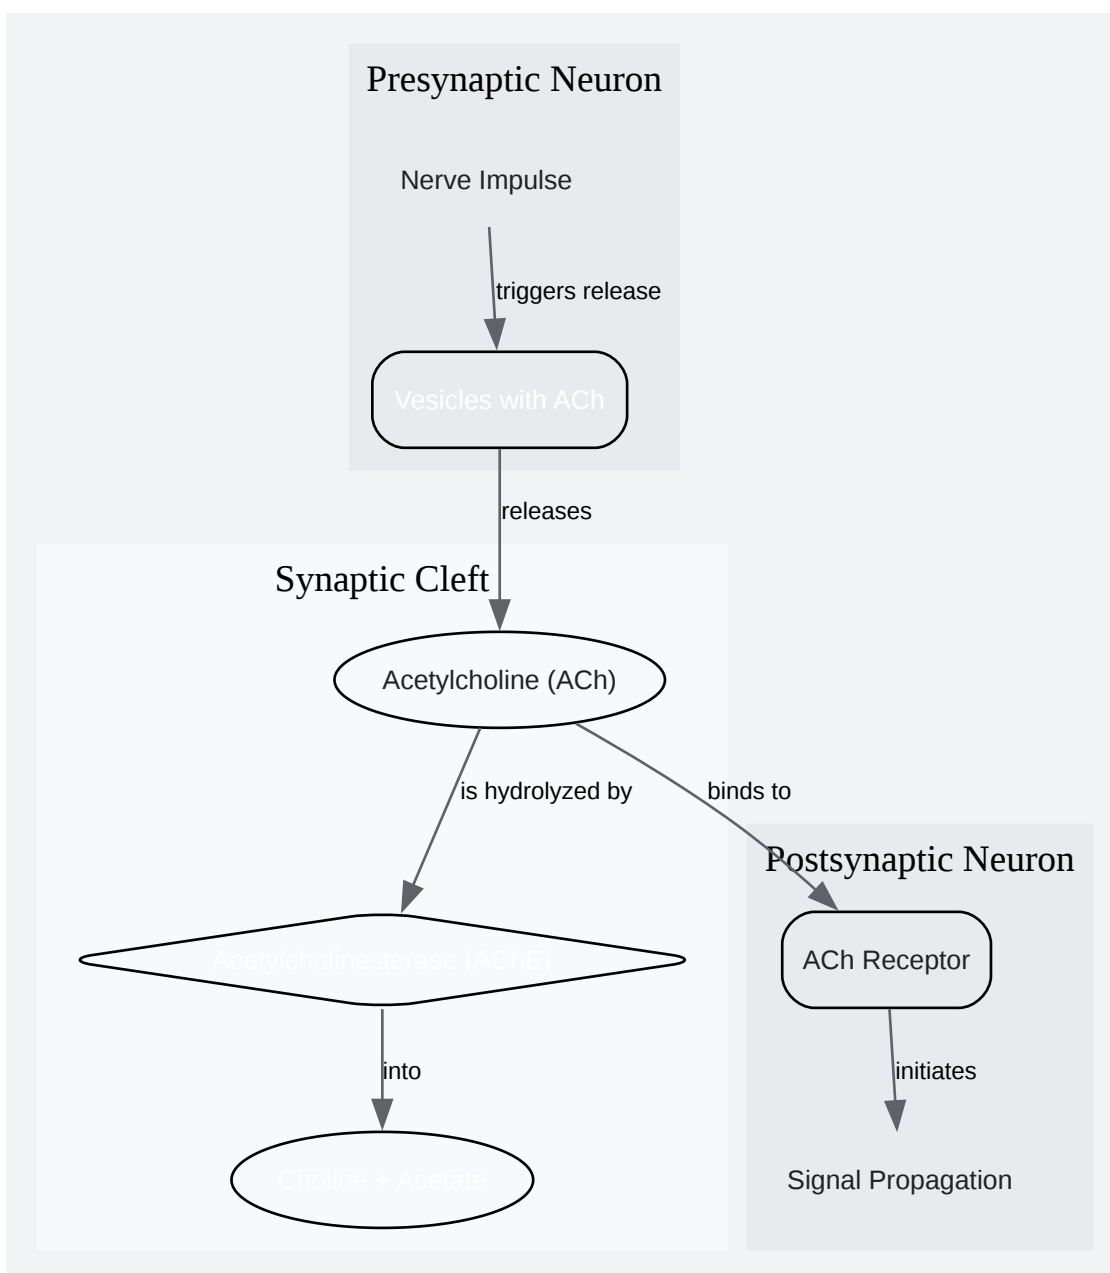 Presynaptic Neuron
Nerve Impulse
triggers release
Vesicles with ACh
releases
Synaptic Cleft
Acetylcholine (ACh)
is hydrolyzed by
binds to
Postsynaptic Neuron
Acetylcholinesterase (AChE)
ACh Receptor
into
initiates
Choline + Acetate
Signal Propagation